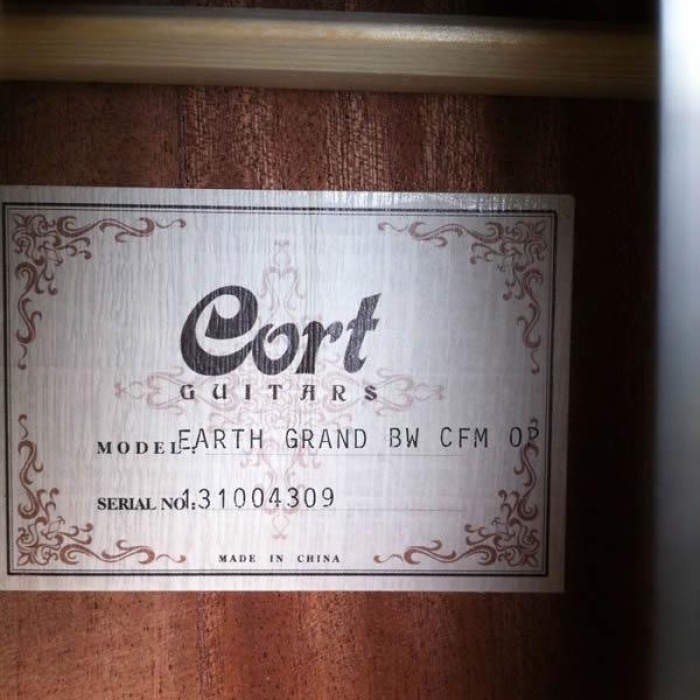 Cort
GUITARS
MODEL: EARTH GRAND BW CFM OP
SERIAL NO.: 131004309
MADE IN CHINA